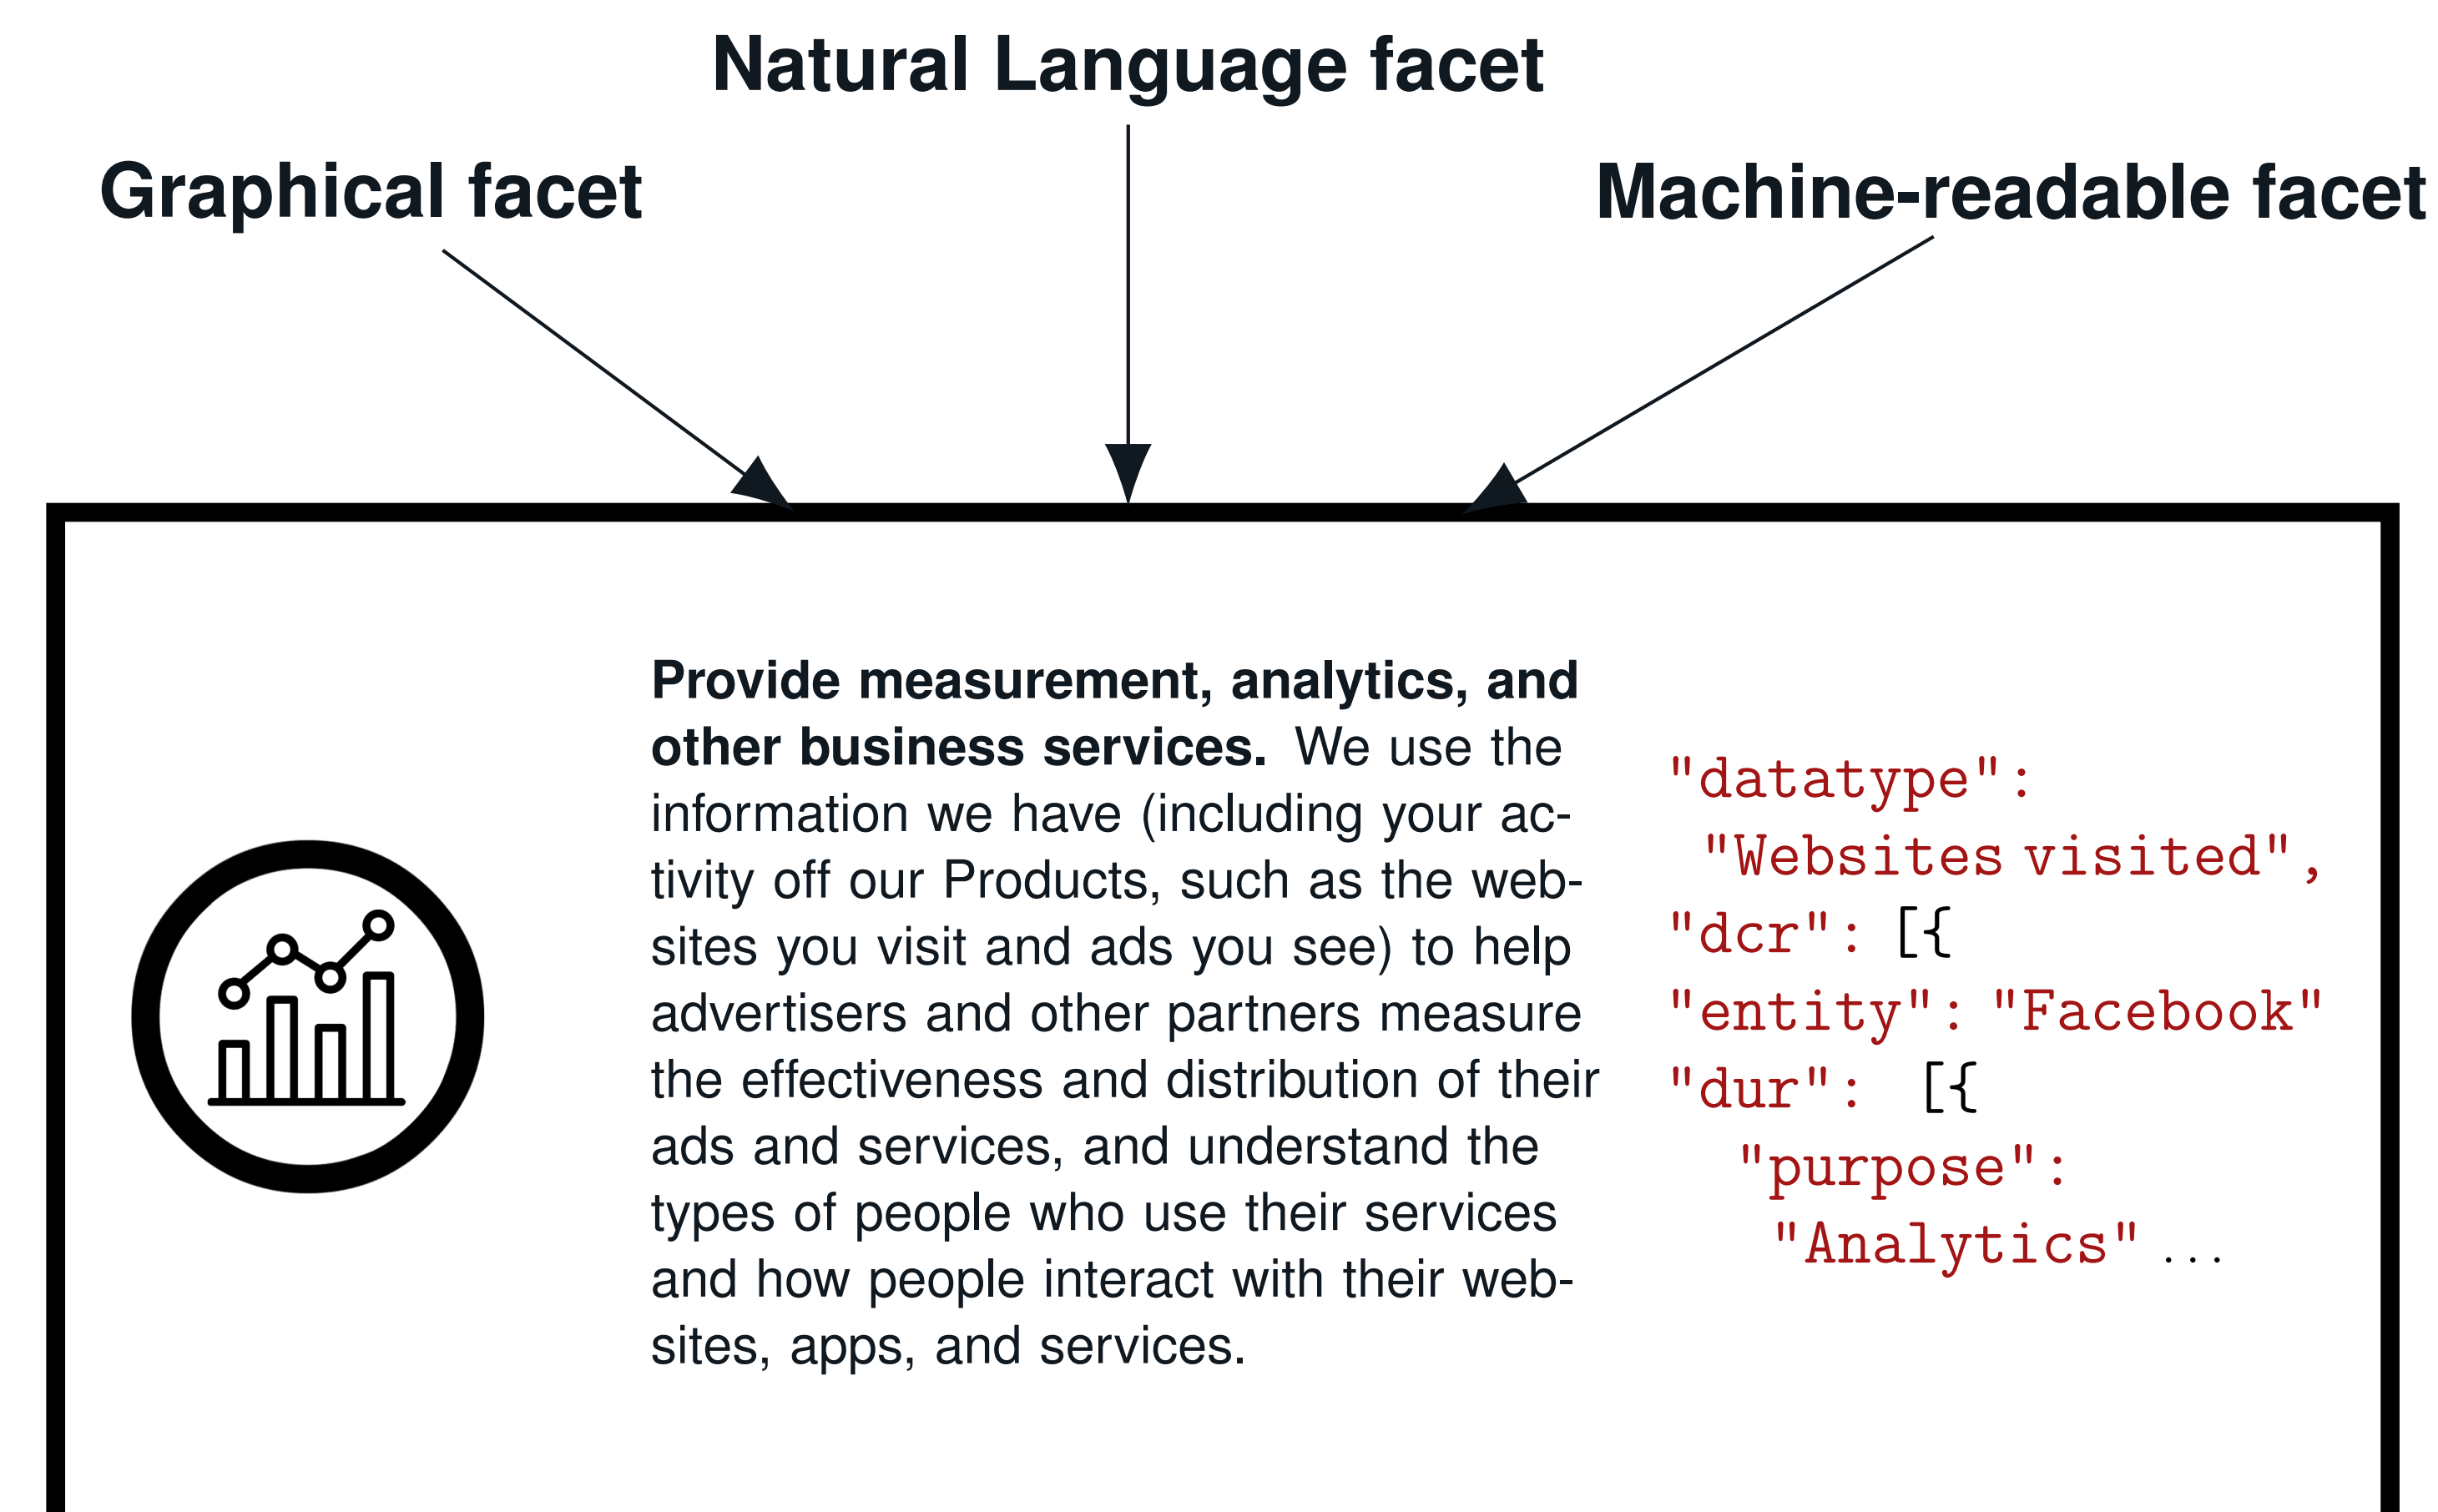 Natural Language facet
Graphical facet
Machine-readable facet
Provide measurement, analytics, and
other business services. We use the
information we have (including your ac-
tivity off our Products, such as the web-
sites you visit and ads you see) to help
advertisers and other partners measure
the effectiveness and distribution of their
ads and services, and understand the
types of people who use their services
and how people interact with their web-
sites, apps, and services.
"datatype":
"Websites visited",
"dcr": [{
"entity": "Facebook"
"dur": [{
"purpose":
"Analytics" ...